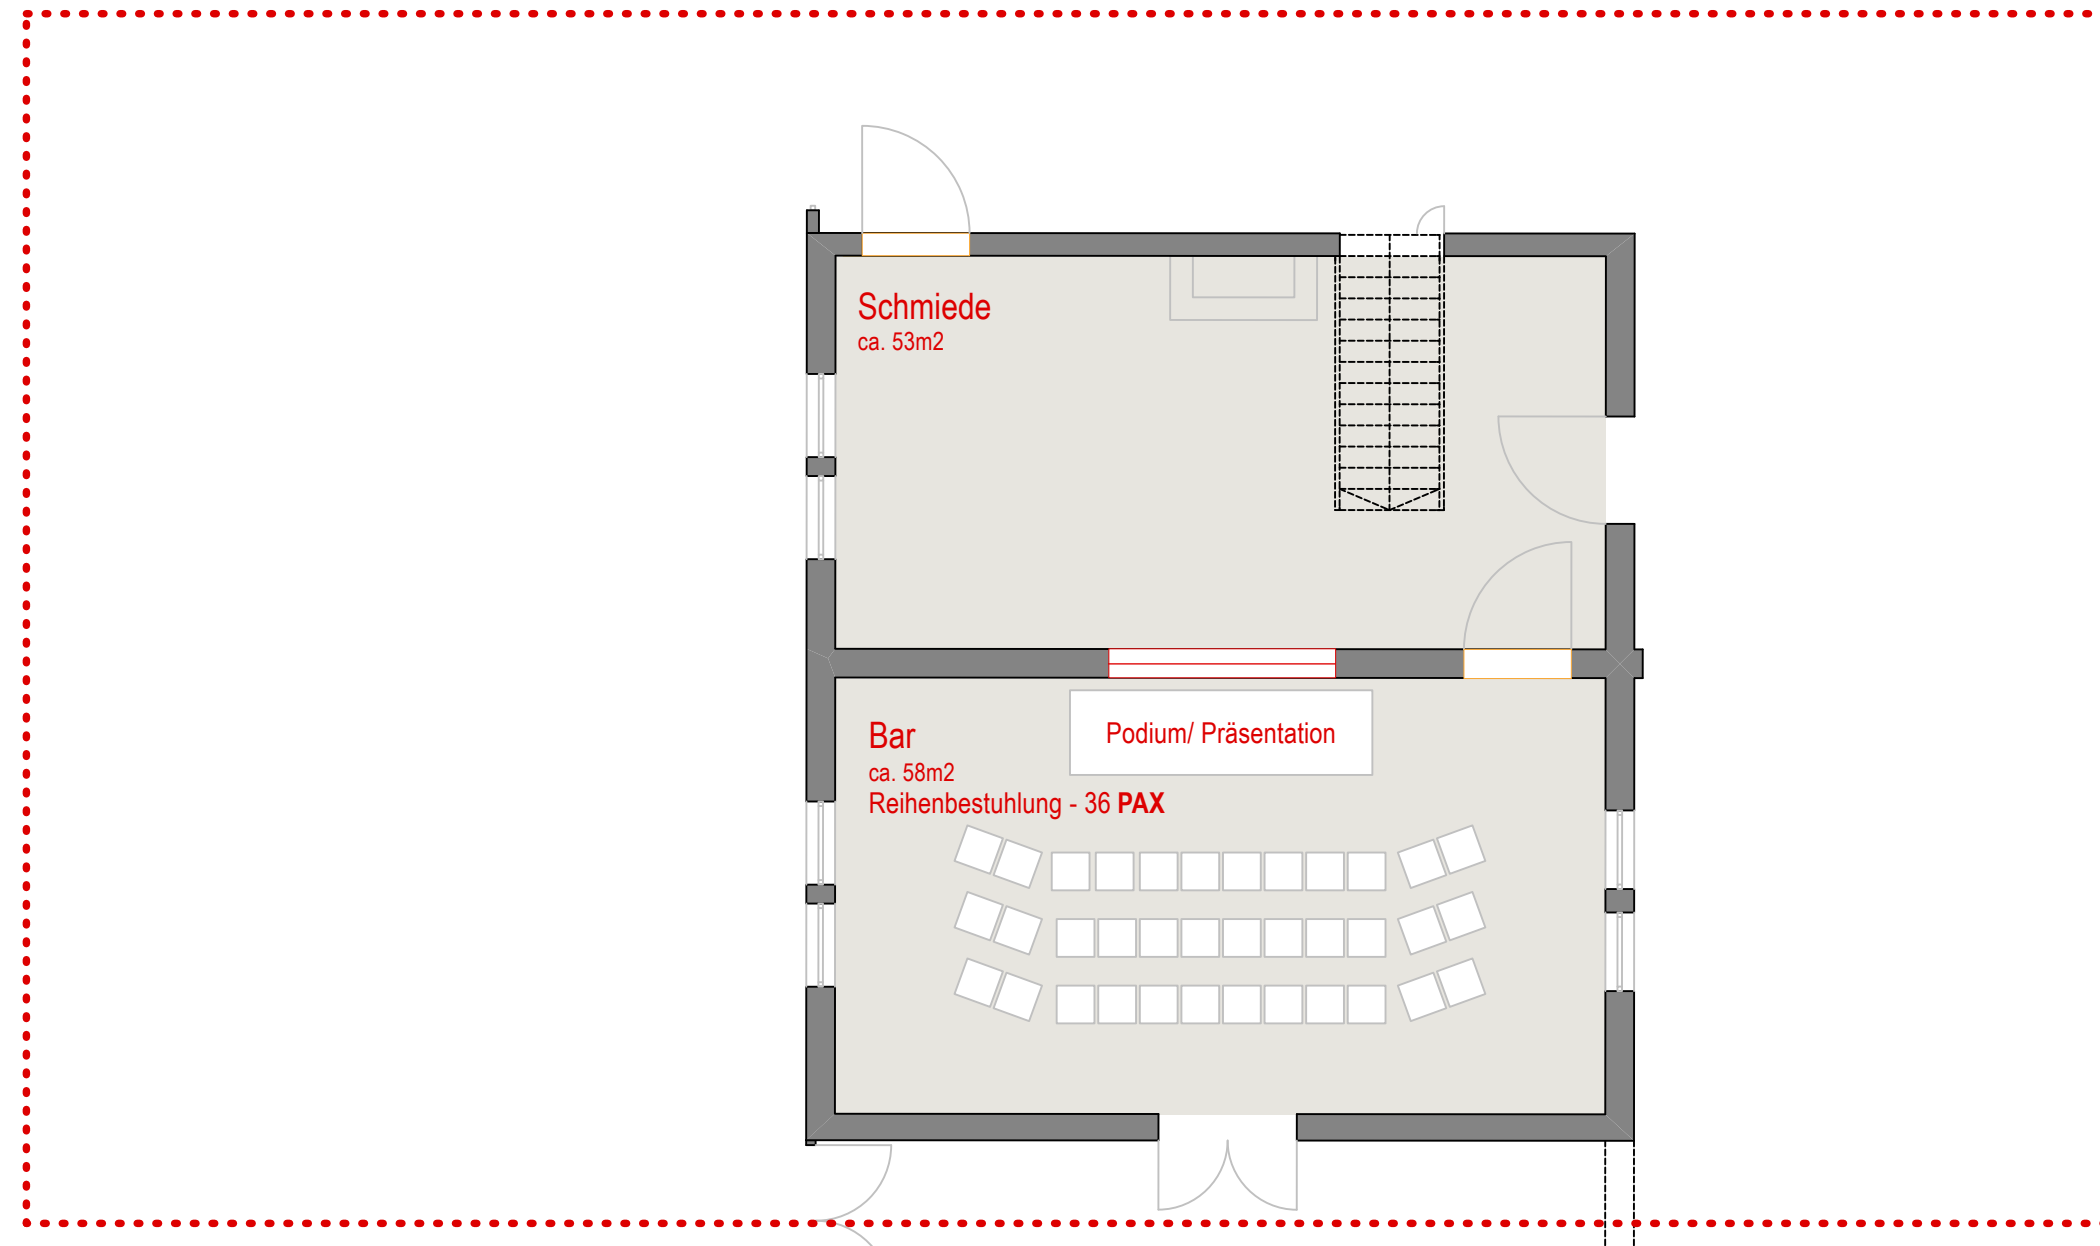 Schmiede
ca. 53m2
Podium/ Präsentation
Bar
ca. 58m2
Reihenbestuhlung - 36 PAX